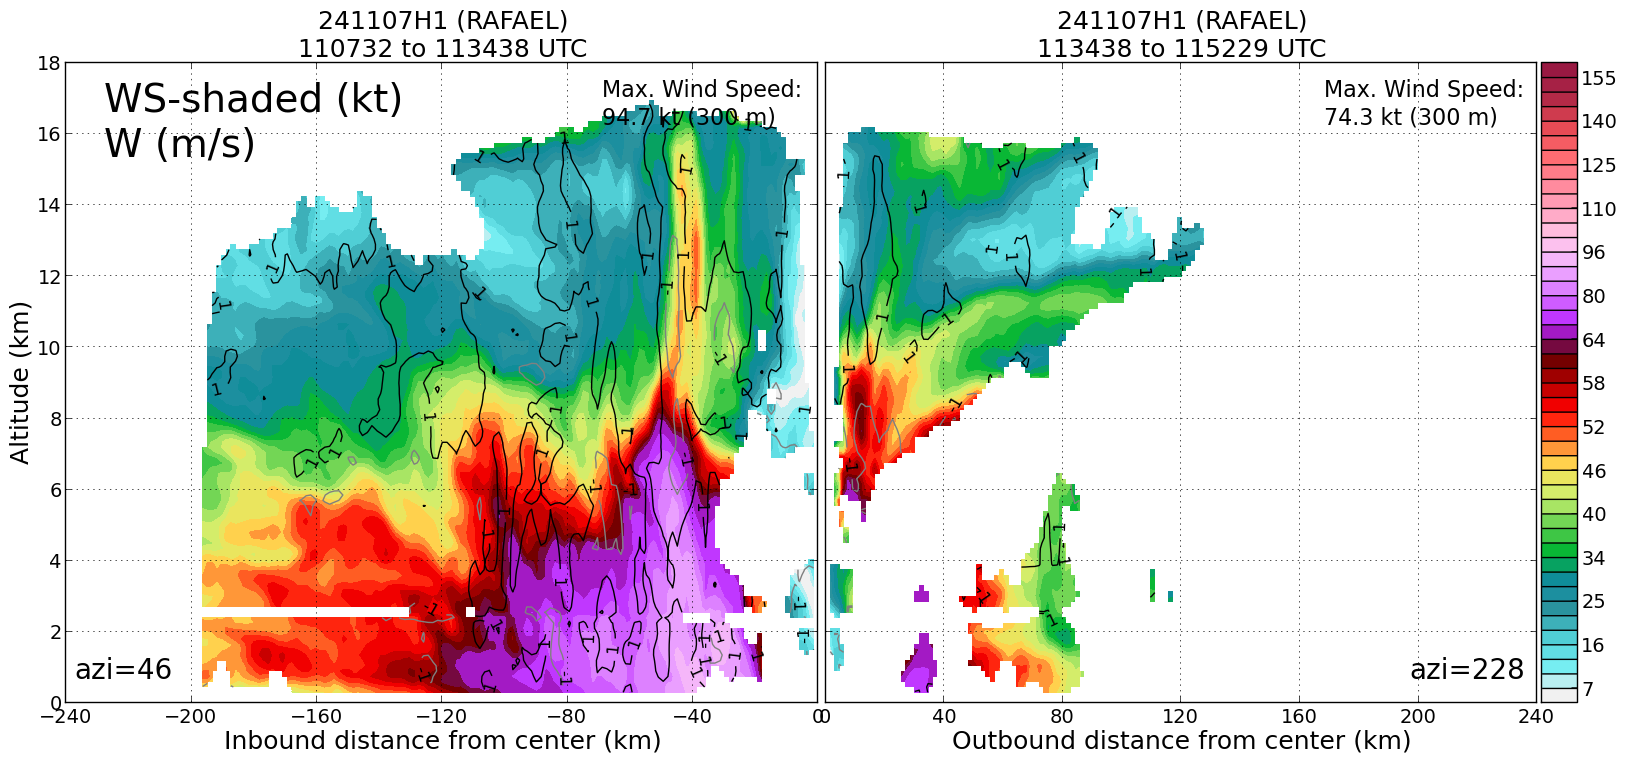 241107H1 (RAFAEL)
110732 to 113438 UTC
241107H1 (RAFAEL)
113438 to 115229 UTC
WS-shaded (kt)
W (m/s)
Max. Wind Speed:
94.7 kt (300 m)
Max. Wind Speed:
74.3 kt (300 m)
azi=46
azi=228
Altitude (km)
18
16
14
12
10
8
6
4
2
0
−240
−200
−160
−120
−80
−40
0
Inbound distance from center (km)
0
40
80
120
160
200
240
Outbound distance from center (km)
155
140
125
110
96
80
64
58
52
46
40
34
25
16
7